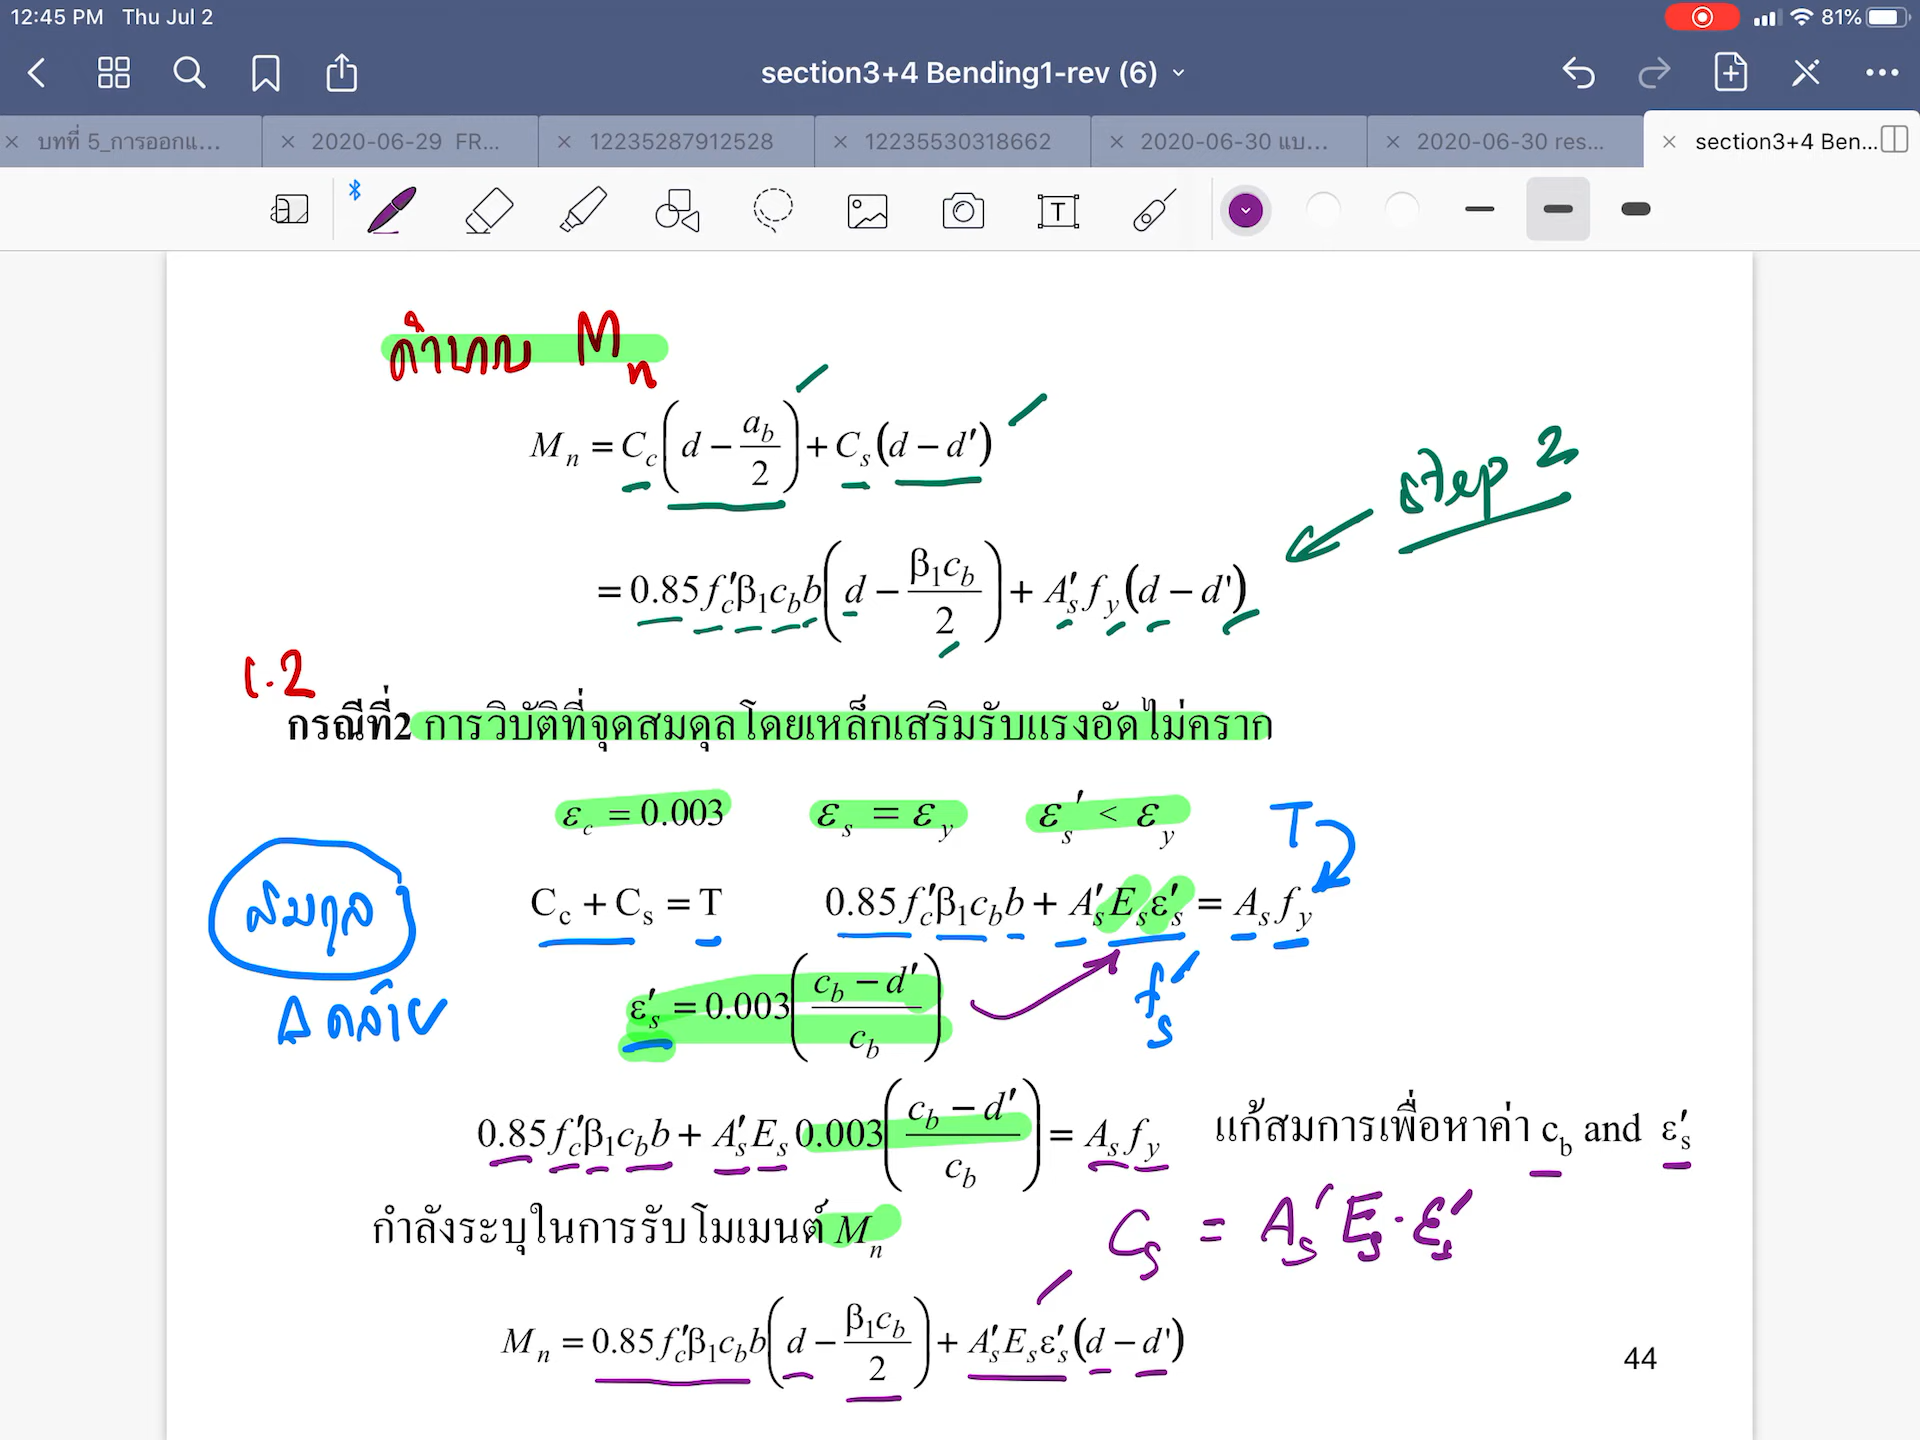 12:45 PM Thu Jul 2
81%
section3+4 Bending1-rev (6)
บทที่ 5_การออกแ...
2020-06-29 FR...
12235287912528
12235530318662
2020-06-30 แบ...
2020-06-30 res...
section3+4 Ben...
คำนวณ Mn
Mn = Cc(d − ab/2) + Cs(d − d′)
step 2
= 0.85f′cβ1cbb(d − β1cb/2) + A′sfy(d − d')
1.2
กรณีที่2 การวิบัติที่จุดสมดุลโดยเหล็กเสริมรับแรงอัดไม่คราก
εc = 0.003 εs = εy ε′s < εy T
สมดุล Cc + Cs = T 0.85f′cβ1cbb + A′sEsε′s = Asfy
Δ คล้าย ε′s = 0.003((cb − d′)/cb) f′s
0.85f′cβ1cbb + A′sEs0.003((cb − d′)/cb) = Asfy แก้สมการเพื่อหาค่า cb and ε′s
กำลังระบุในการรับโมเมนต์ Mn Cs = As′Es·εs′
Mn = 0.85f′cβ1cbb(d − β1cb/2) + A′sEsε′s(d − d')
44